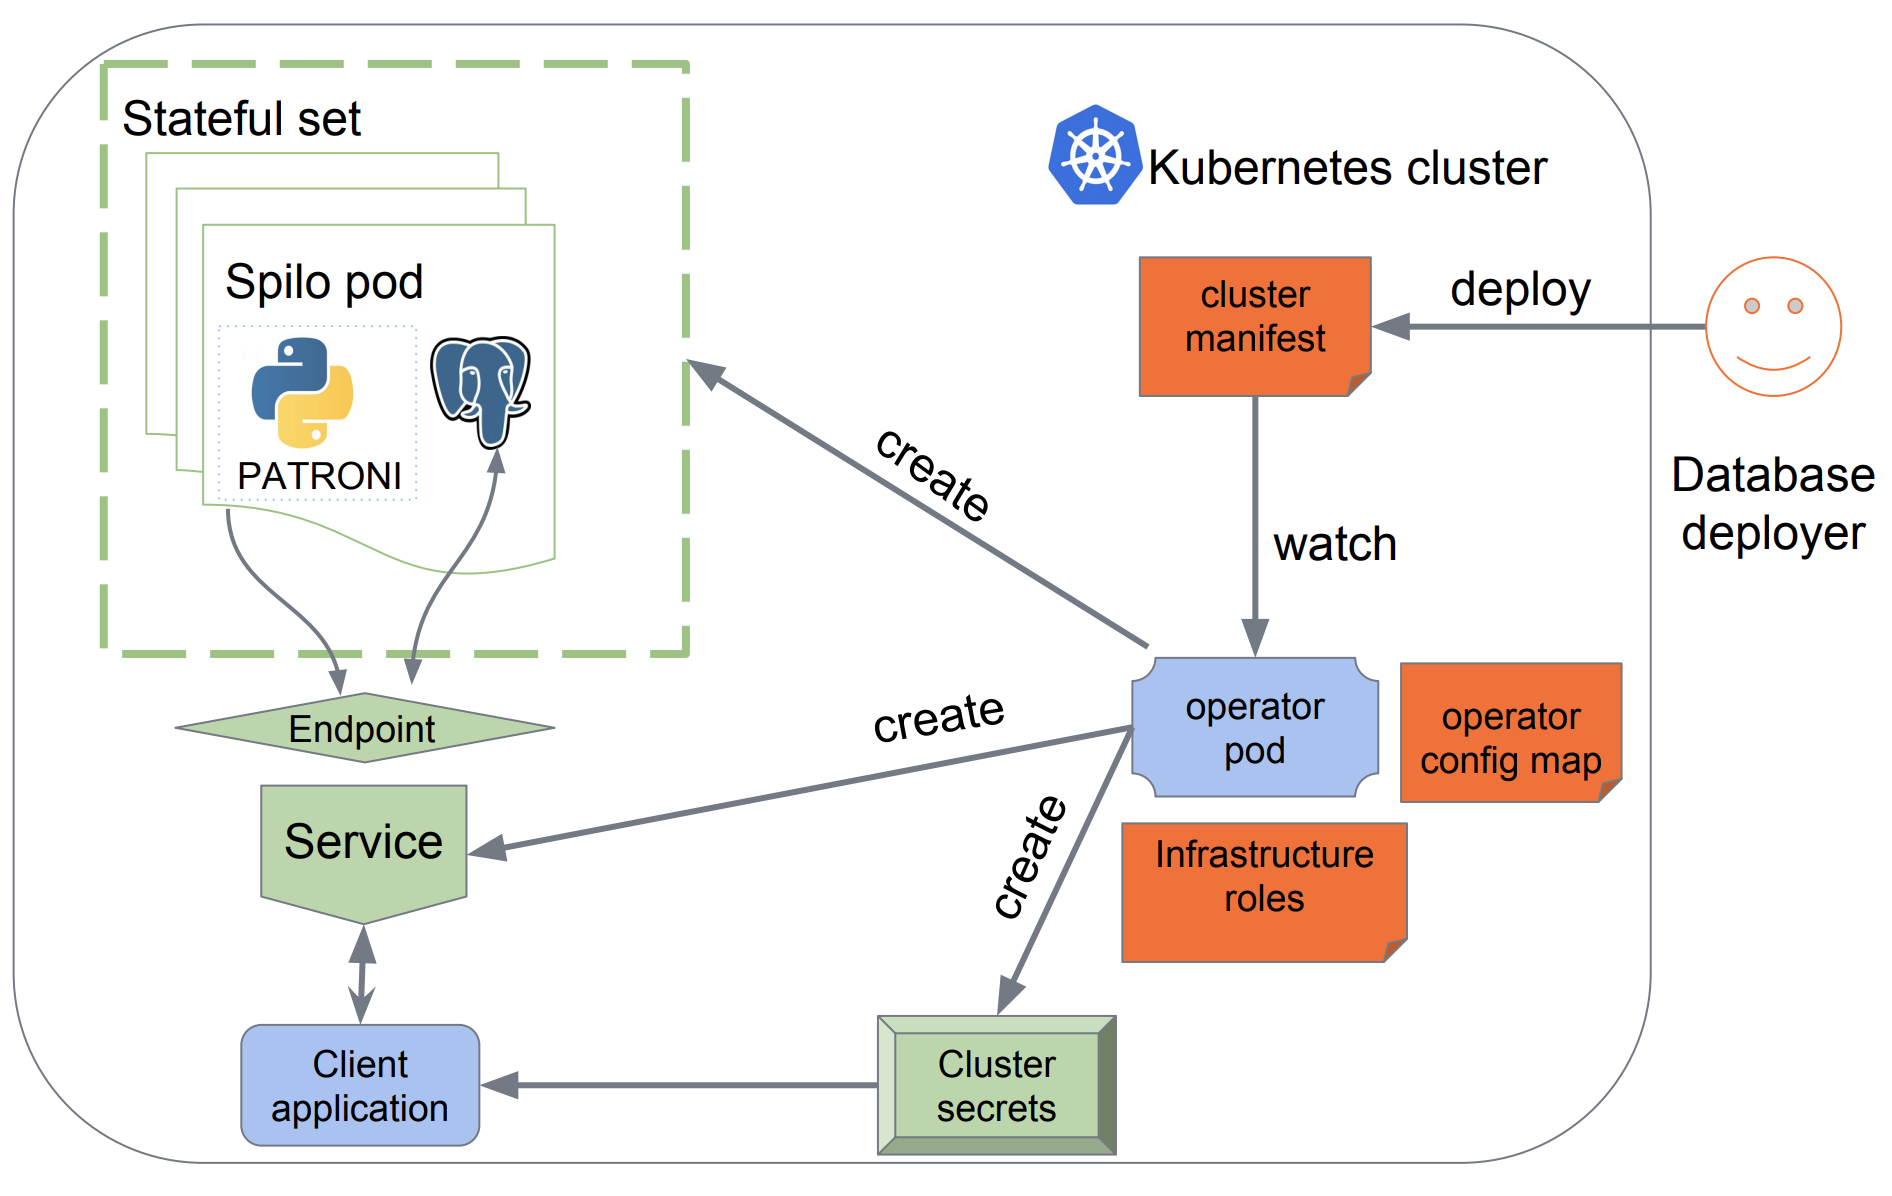 Stateful set
Spilo pod
PATRONI
Kubernetes cluster
cluster
manifest
deploy
Database
deployer
create
watch
operator
pod
operator
config map
create
Endpoint
Service
create
Infrastructure
roles
Client
application
Cluster
secrets